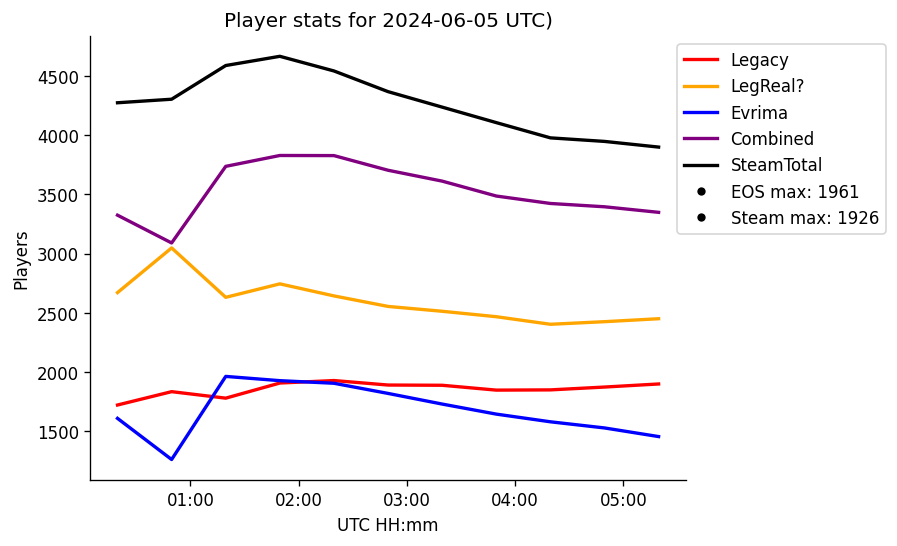 Player stats for 2024-06-05 UTC)
Legacy
LegReal?
Evrima
Combined
SteamTotal
EOS max: 1961
Steam max: 1926
Players
4500
4000
3500
3000
2500
2000
1500
01:00 02:00 03:00 04:00 05:00
UTC HH:mm